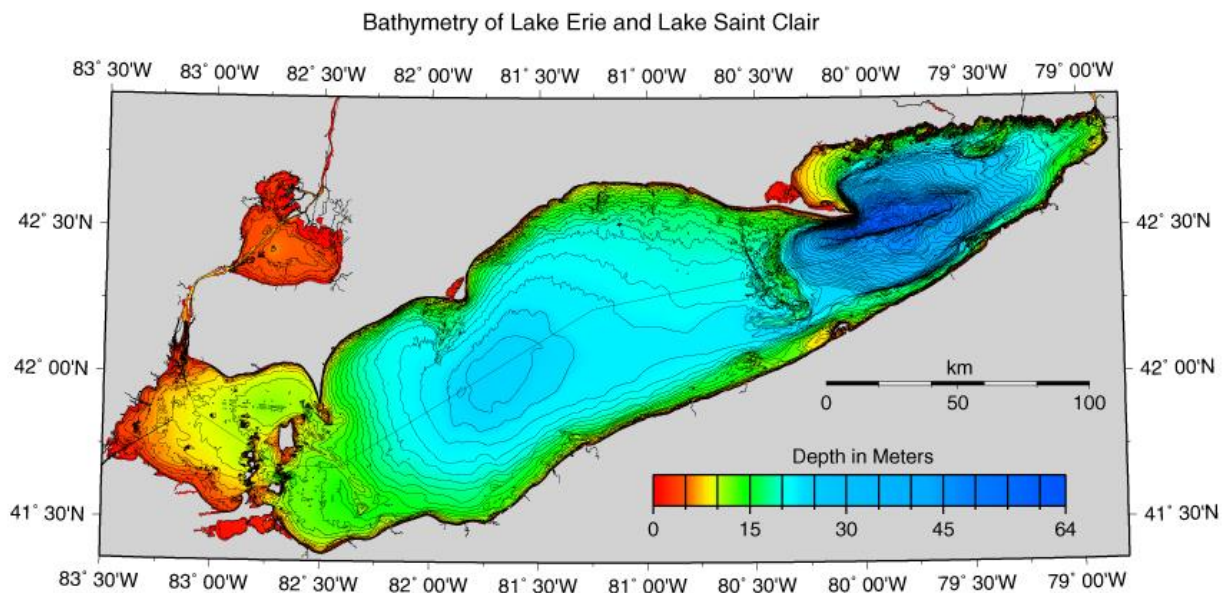 Bathymetry of Lake Erie and Lake Saint Clair
83° 30'W 83° 00'W 82° 30'W 82° 00'W 81° 30'W 81° 00'W 80° 30'W 80° 00'W 79° 30'W 79° 00'W
42° 30'N 42° 30'N
42° 00'N 42° 00'N
km
0 50 100
Depth in Meters
0 15 30 45 64
41° 30'N 41° 30'N
83° 30'W 83° 00'W 82° 30'W 82° 00'W 81° 30'W 81° 00'W 80° 30'W 80° 00'W 79° 30'W 79° 00'W